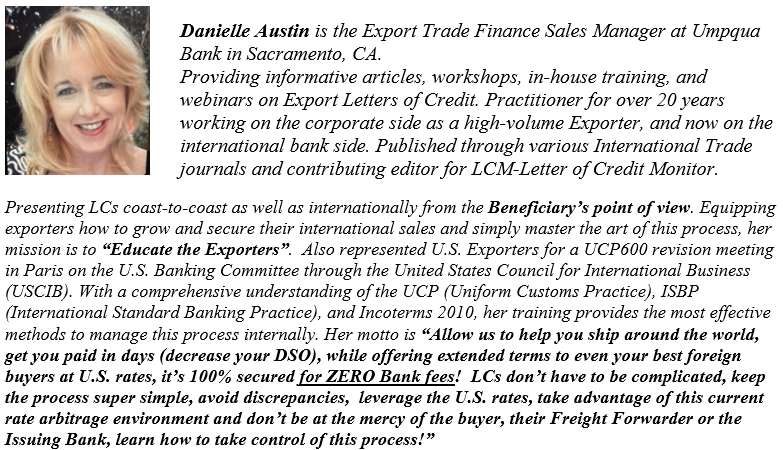 Danielle Austin is the Export Trade Finance Sales Manager at Umpqua
Bank in Sacramento, CA.
Providing informative articles, workshops, in-house training, and
webinars on Export Letters of Credit. Practitioner for over 20 years
working on the corporate side as a high-volume Exporter, and now on the
international bank side. Published through various International Trade
journals and contributing editor for LCM-Letter of Credit Monitor.
Presenting LCs coast-to-coast as well as internationally from the Beneficiary’s point of view. Equipping
exporters how to grow and secure their international sales and simply master the art of this process, her
mission is to “Educate the Exporters”. Also represented U.S. Exporters for a UCP600 revision meeting
in Paris on the U.S. Banking Committee through the United States Council for International Business
(USCIB). With a comprehensive understanding of the UCP (Uniform Customs Practice), ISBP
(International Standard Banking Practice), and Incoterms 2010, her training provides the most effective
methods to manage this process internally. Her motto is “Allow us to help you ship around the world,
get you paid in days (decrease your DSO), while offering extended terms to even your best foreign
buyers at U.S. rates, it’s 100% secured for ZERO Bank fees! LCs don’t have to be complicated, keep
the process super simple, avoid discrepancies, leverage the U.S. rates, take advantage of this current
rate arbitrage environment and don’t be at the mercy of the buyer, their Freight Forwarder or the
Issuing Bank, learn how to take control of this process!”